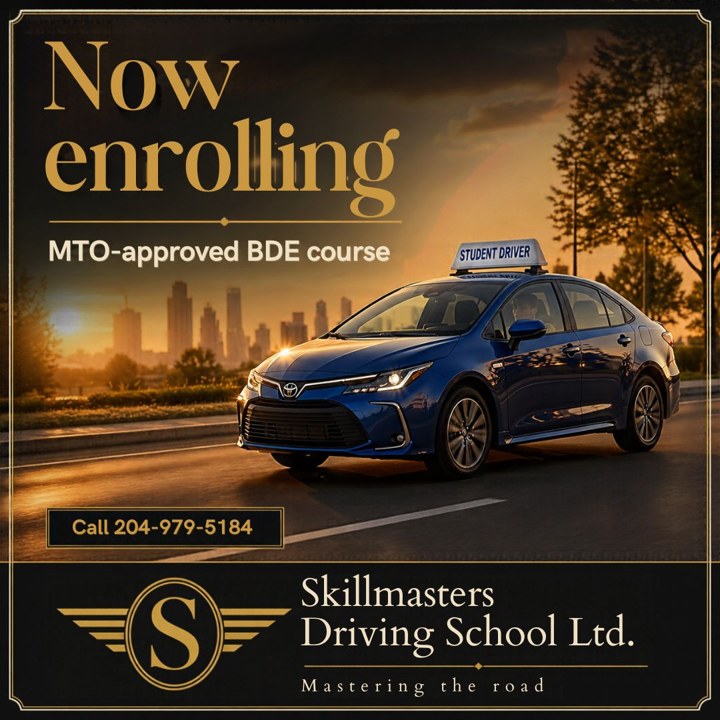 Now
enrolling
MTO-approved BDE course
STUDENT DRIVER
Call 204-979-5184
S
Skillmasters
Driving School Ltd.
Mastering the road